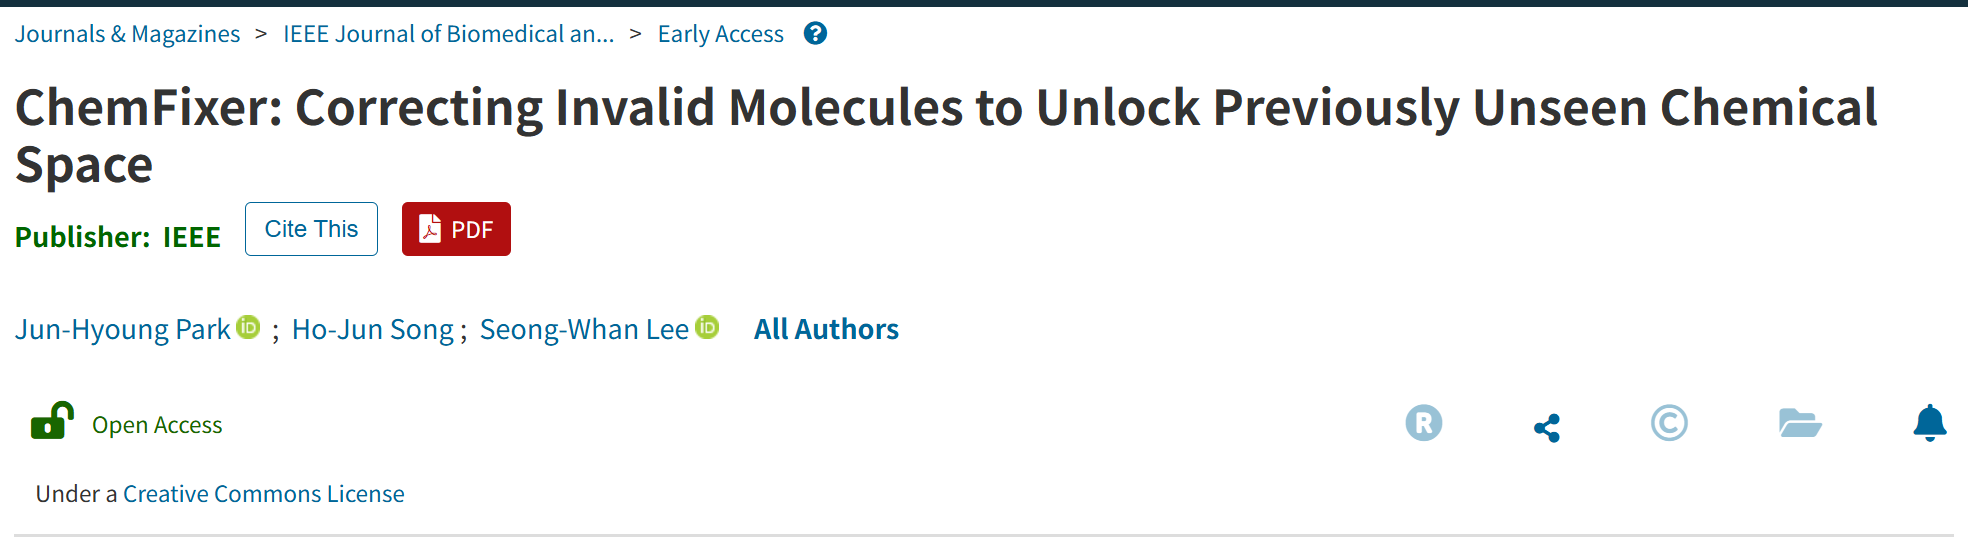 Journals & Magazines > IEEE Journal of Biomedical an... > Early Access ?
ChemFixer: Correcting Invalid Molecules to Unlock Previously Unseen Chemical
Space
Publisher: IEEE Cite This PDF
Jun-Hyoung Park iD ; Ho-Jun Song ; Seong-Whan Lee iD All Authors
Open Access R ©
Under a Creative Commons License